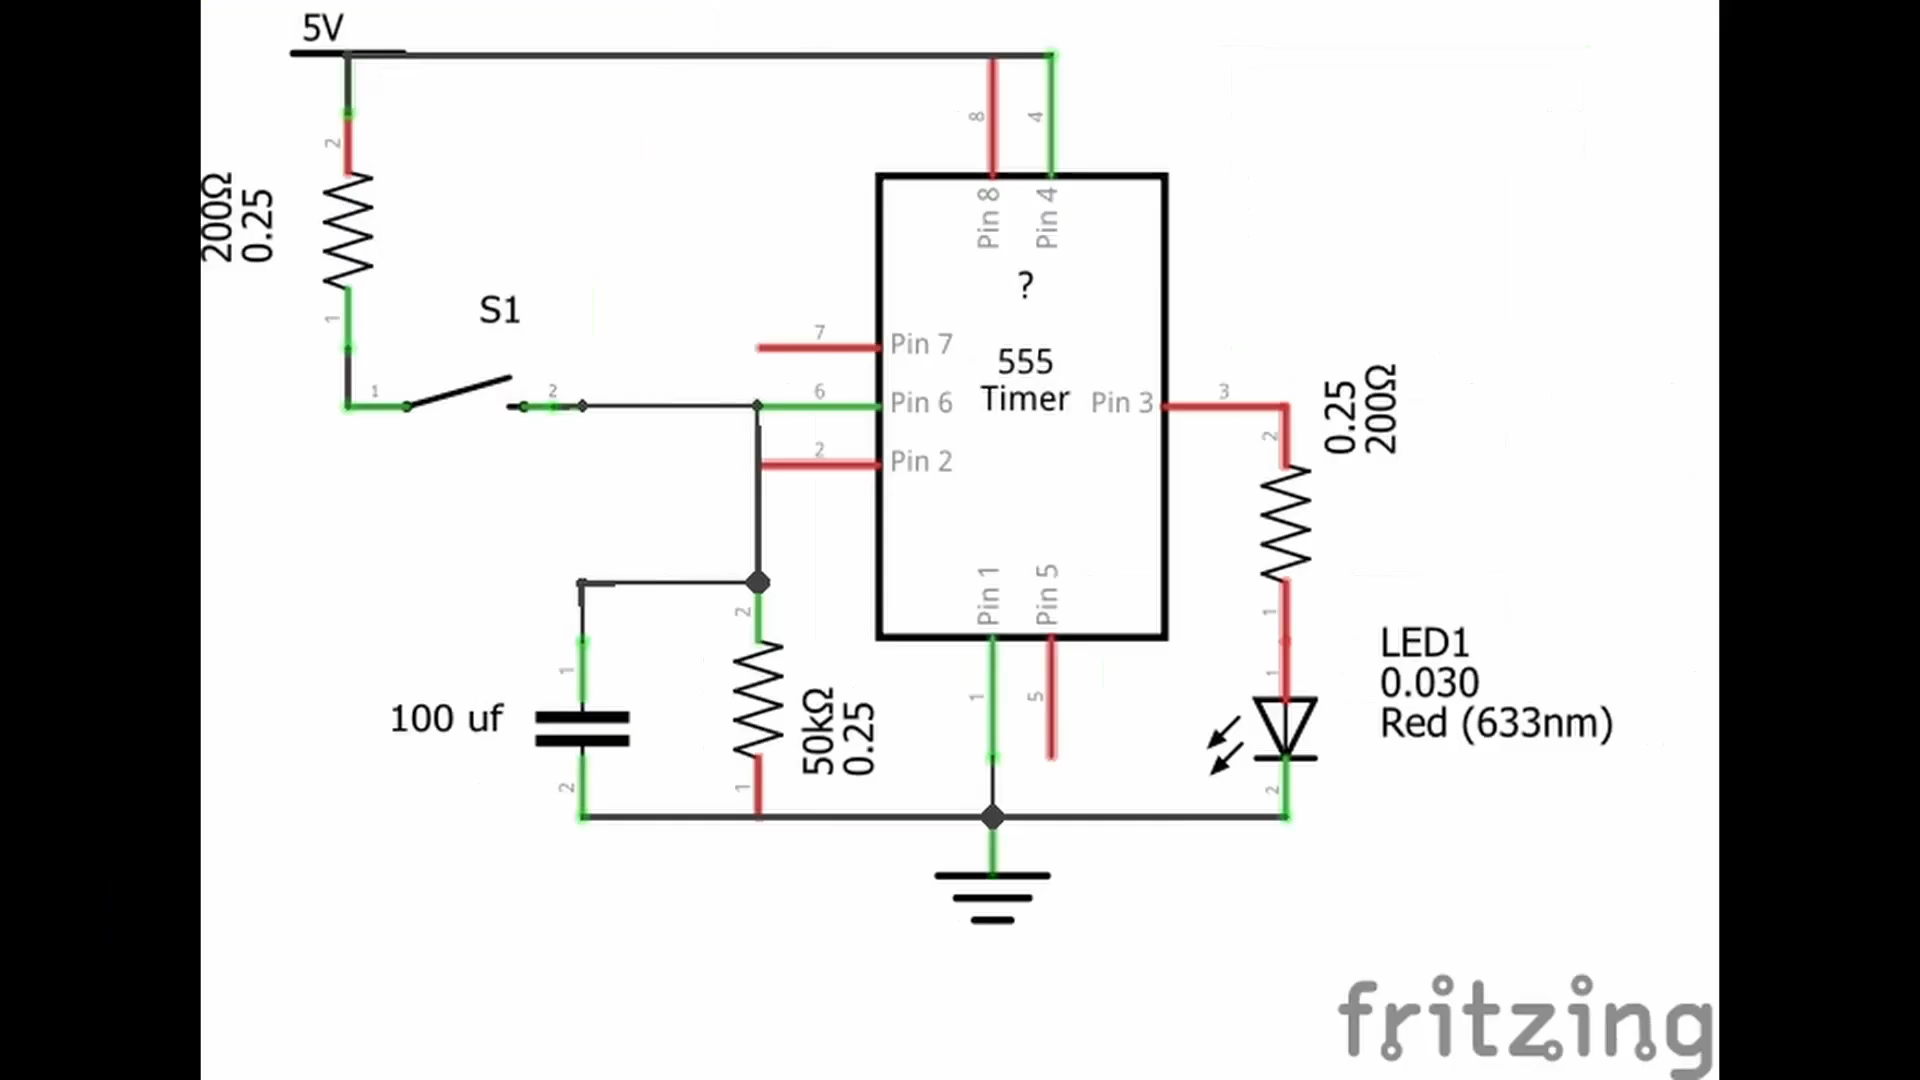 5V
8
4
2
200Ω
0.25
Pin 8
Pin 4
?
1
S1
7
Pin 7
555
Timer
1
2
6
Pin 6
Pin 3
3
0.25
200Ω
2
2
Pin 2
Pin 1
Pin 5
2
1
1
1
5
1
LED1
0.030
Red (633nm)
100 uf
50kΩ
0.25
2
1
2
fritzing